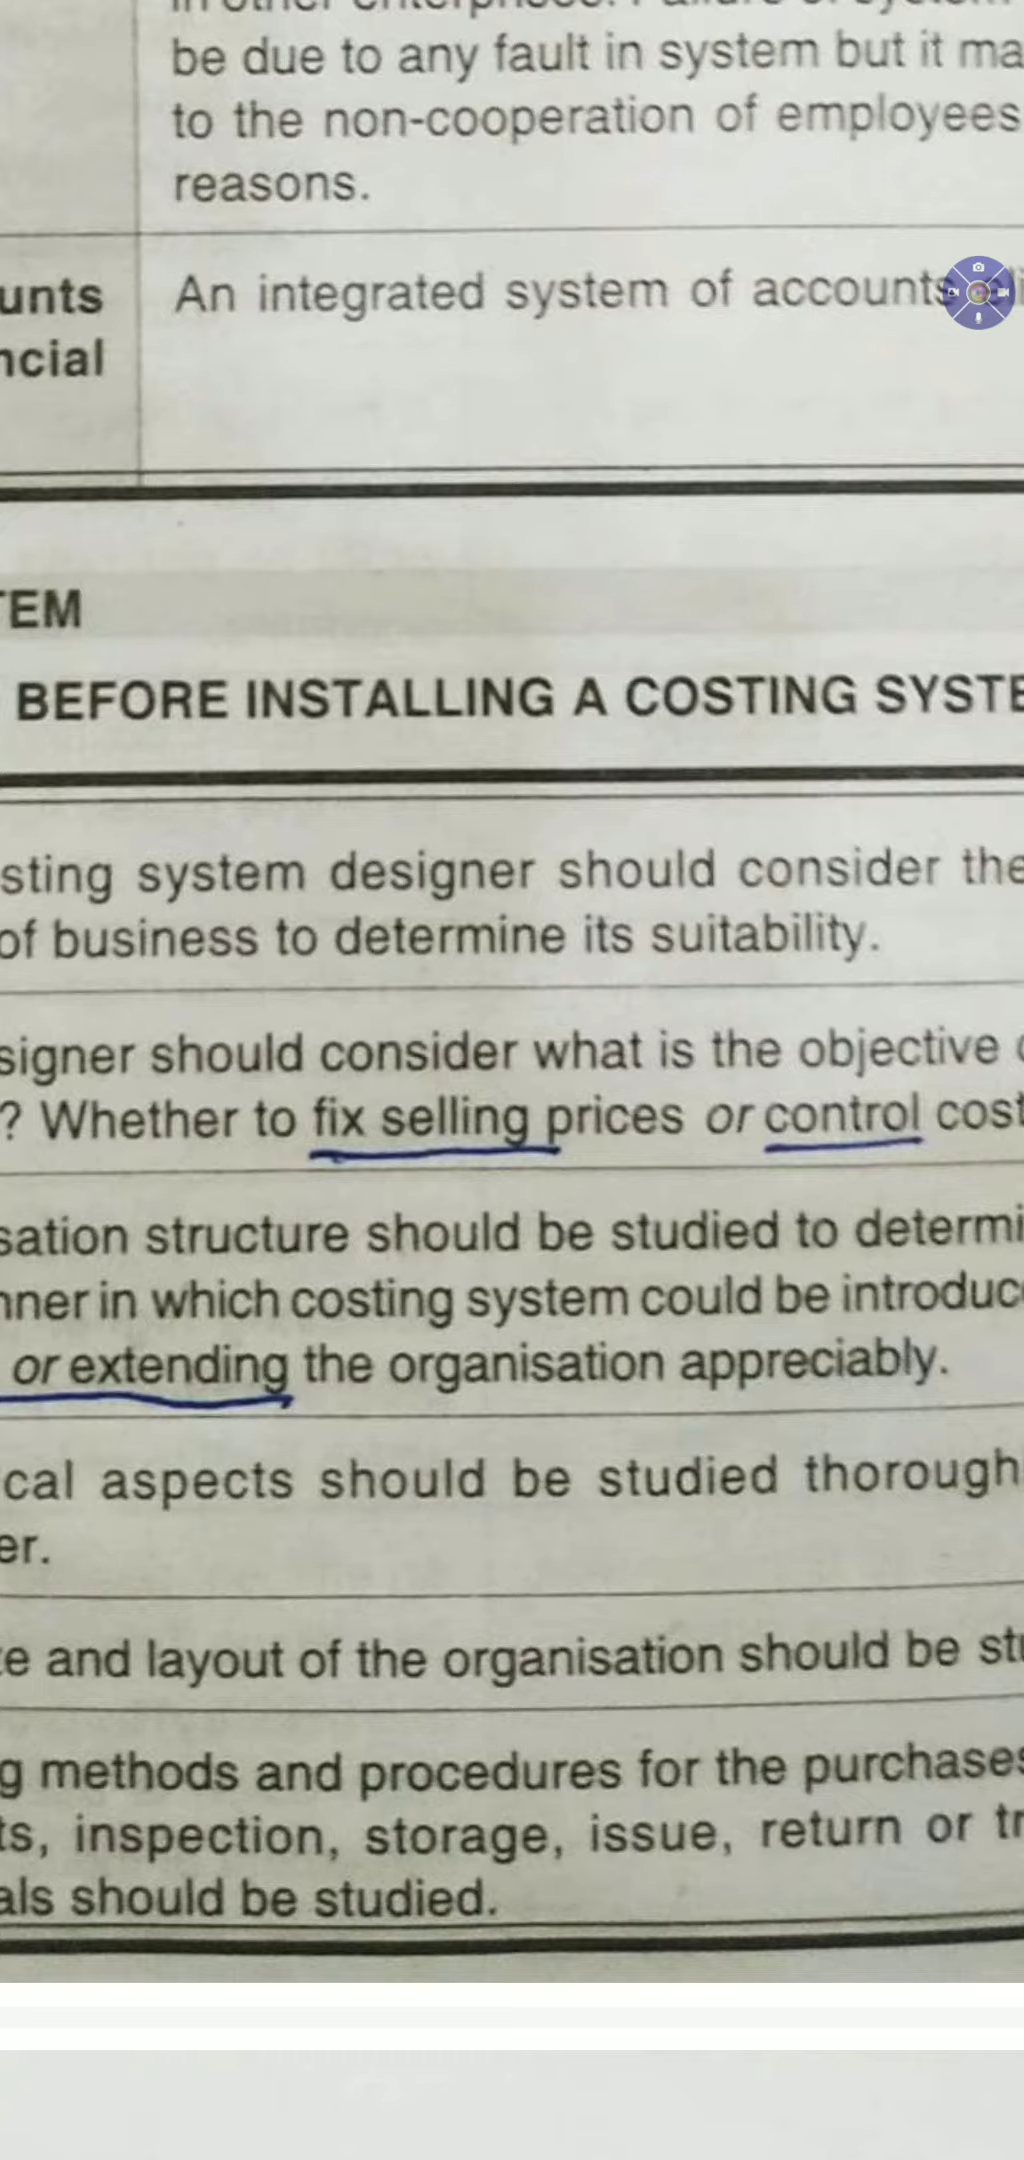 be due to any fault in system but it ma
to the non-cooperation of employees
reasons.
unts
An integrated system of accounts
ncial
TEM
BEFORE INSTALLING A COSTING SYSTE
sting system designer should consider the
of business to determine its suitability.
signer should consider what is the objective
? Whether to fix selling prices or control cost
sation structure should be studied to determi
nner in which costing system could be introduc
or extending the organisation appreciably.
cal aspects should be studied thorough
er.
e and layout of the organisation should be stu
g methods and procedures for the purchases
ts, inspection, storage, issue, return or tr
als should be studied.